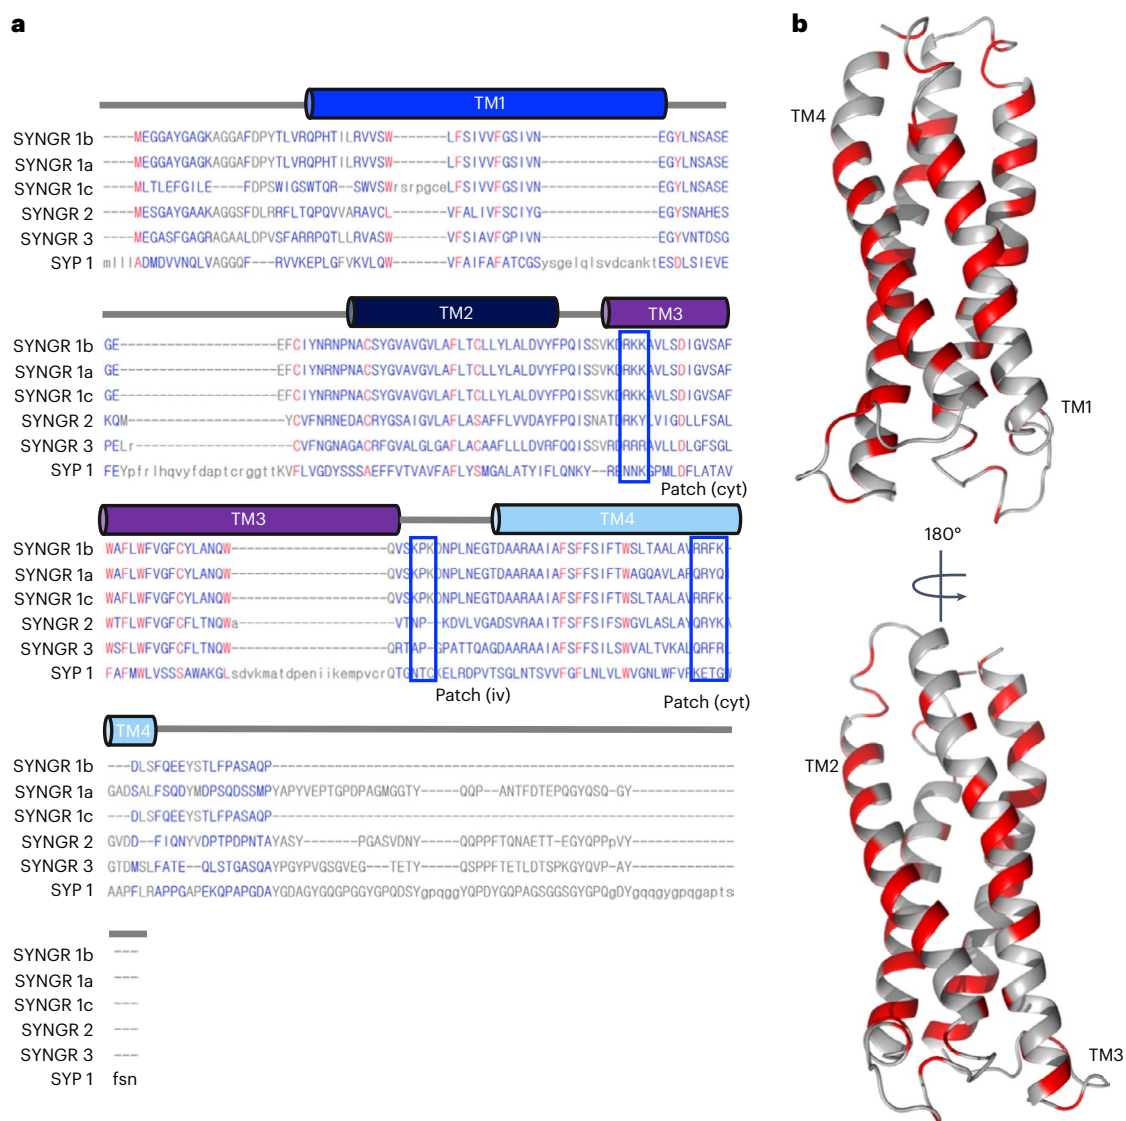 a
b
TM1
SYNGR 1b ----MEGGAYGAGKAGGAFDPYTLVRQPHTILRVVSW-------LFSIVVFGSIVN---------------EGYLNSASE
SYNGR 1a ----MEGGAYGAGKAGGAFDPYTLVRQPHTILRVVSW-------LFSIVVFGSIVN---------------EGYLNSASE
SYNGR 1c ----MLTLEFGILE----FDPSWIGSWTQR--SWVSWrsrpgceLFSIVVFGSIVN---------------EGYLNSASE
SYNGR 2 ----MESGAYGAAKAGGSFDLRRFLTQPQVVARAVCL-------VFALIVFSCIYG---------------EGYSNAHES
SYNGR 3 ----MEGASFGAGRAGAALDPVSFARRPQTLLRVASW-------VFSIAVFGPIVN---------------EGYVNTDSG
SYP 1 mlllADMDVVNQLVAGGQF---RVVKEPLGFVKVLQW-------VFAIFAFATCGSysgelqlsvdcanktESDLSIEVE
TM2
TM3
SYNGR 1b GE--------------------EFCIYNRNPNACSYGVAVGVLAFLTCLLYLALDVYFPQISSVKDRKKAVLSDIGVSAF
SYNGR 1a GE--------------------EFCIYNRNPNACSYGVAVGVLAFLTCLLYLALDVYFPQISSVKDRKKAVLSDIGVSAF
SYNGR 1c GE--------------------EFCIYNRNPNACSYGVAVGVLAFLTCLLYLALDVYFPQISSVKDRKKAVLSDIGVSAF
SYNGR 2 KQM--------------------YCVFNRNEDACRYGSAIGVLAFLASAFFLVVDAYFPQISNATDRKYLVIGDLLFSAL
SYNGR 3 PELr--------------------CVFNGNAGACRFGVALGLGAFLACAAFLLLDVRFQQISSVRDRRRAVLLDLGFSGL
SYP 1 FEYpfrlhqvyfdaptcrggttKVFLVGDYSSSAEFFVTVAVFAFLYSMGALATYIFLQNKY--RENNKGPMLDFLATAV
Patch (cyt)
TM3
TM4
SYNGR 1b WAFLWFVGFCYLANQW--------------------QVSKPKDNPLNEGTDAARAAIAFSFFSIFTWSLTAALAVRRFK-
SYNGR 1a WAFLWFVGFCYLANQW--------------------QVSKPKDNPLNEGTDAARAAIAFSFFSIFTWAGQAVLAFQRYQI
SYNGR 1c WAFLWFVGFCYLANQW--------------------QVSKPKDNPLNEGTDAARAAIAFSFFSIFTWSLTAALAVRRFK-
SYNGR 2 WTFLWFVGFCFLTNQWa-------------------VTNP--KDVLVGADSVRAAITFSFFSIFSWGVLASLAYQRYKA
SYNGR 3 WSFLWFVGFCFLTNQW--------------------QRTAP-GPATTQAGDAARAAIAFSFFSILSWVALTVKALQRFRL
SYP 1 FAFMWLVSSSAWAKGLsdvkmatdpeniikempvcrQTGNTCKELRDPVTSGLNTSVVFGFLNLVLWVGNLWFVFKETGW
Patch (iv)
Patch (cyt)
TM4
SYNGR 1b ---DLSFQEEYSTLFPASAQP
SYNGR 1a GADSALFSQDYMDPSQDSSMPYAPYVEPTGPDPAGMGGTY-----QQP--ANTFDTEPQGYQSQ-GY
SYNGR 1c ---DLSFQEEYSTLFPASAQP
SYNGR 2 GVDD--FIQNYVDPTPDPNTAYASY-------PGASVDNY-----QQPPFTQNAETT-EGYQPPpVY
SYNGR 3 GTDMSLFATE--QLSTGASQAYPGYPVGSGVEG---TETY-----QSPPFTETLDTSPKGYQVP-AY
SYP 1 AAPFLRAPPGAPEKQPAPGDAYGDAGYGQGPGGYGPQDSYgpqggYQPDYGQPAGSGGSGYGPQgDYgqqgygpqgapts
SYNGR 1b ---
SYNGR 1a ---
SYNGR 1c ---
SYNGR 2 ---
SYNGR 3 ---
SYP 1 fsn
TM4
TM1
180°
TM2
TM3